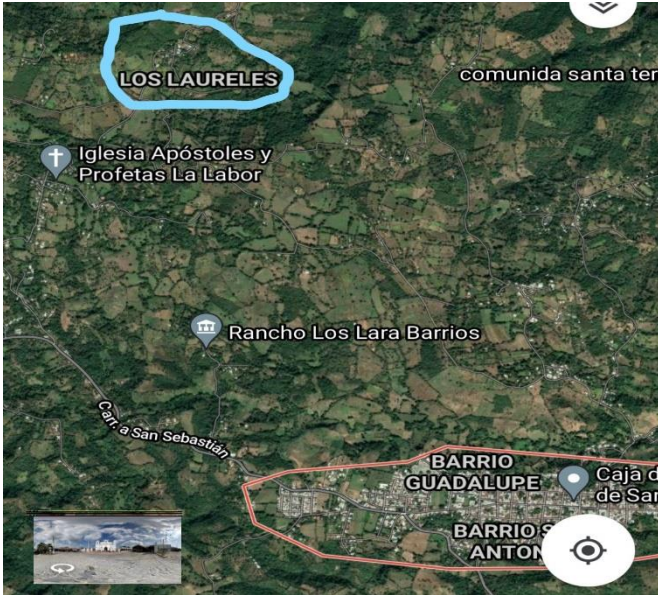 LOS LAURELES
comunida santa ter
Iglesia Apóstoles y
Profetas La Labor
Rancho Los Lara Barrios
Carr. a San Sebastián
BARRIO
GUADALUPE
Caja d
de Sar
BARRIO S
ANTON